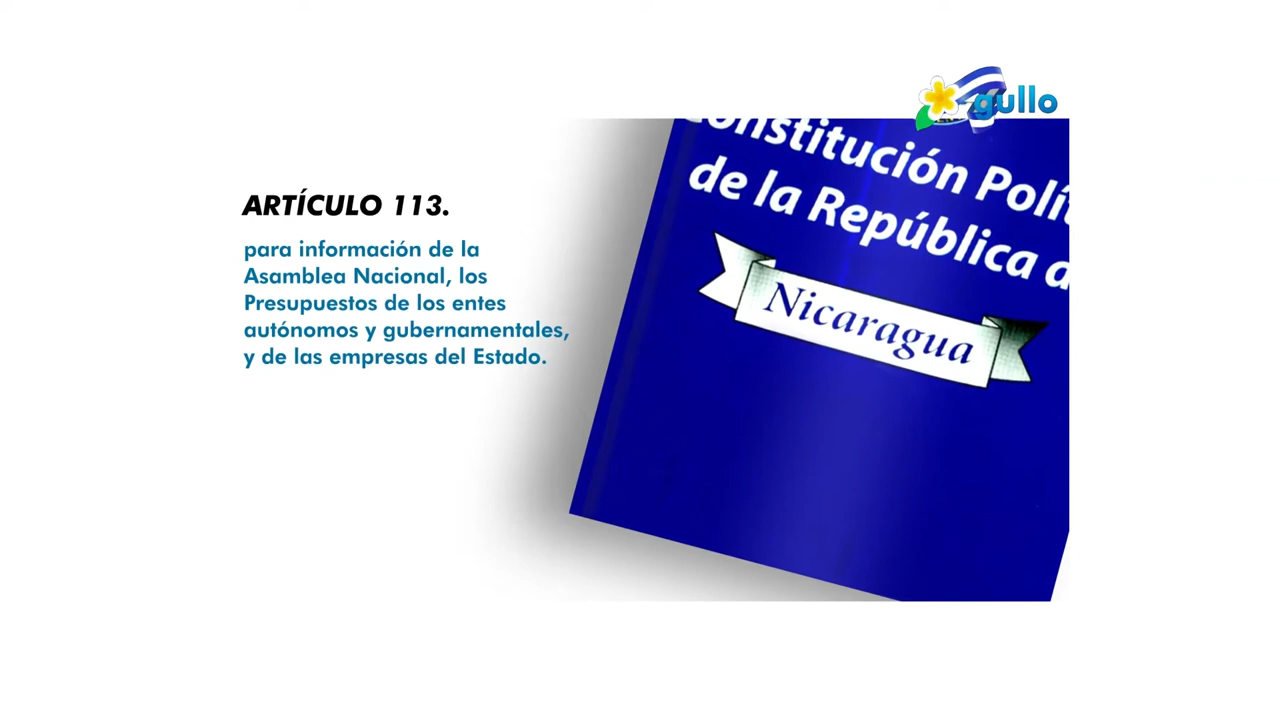 gullo
Constitución Polí
de la República d
Nicaragua
ARTÍCULO 113.
para información de la
Asamblea Nacional, los
Presupuestos de los entes
autónomos y gubernamentales,
y de las empresas del Estado.